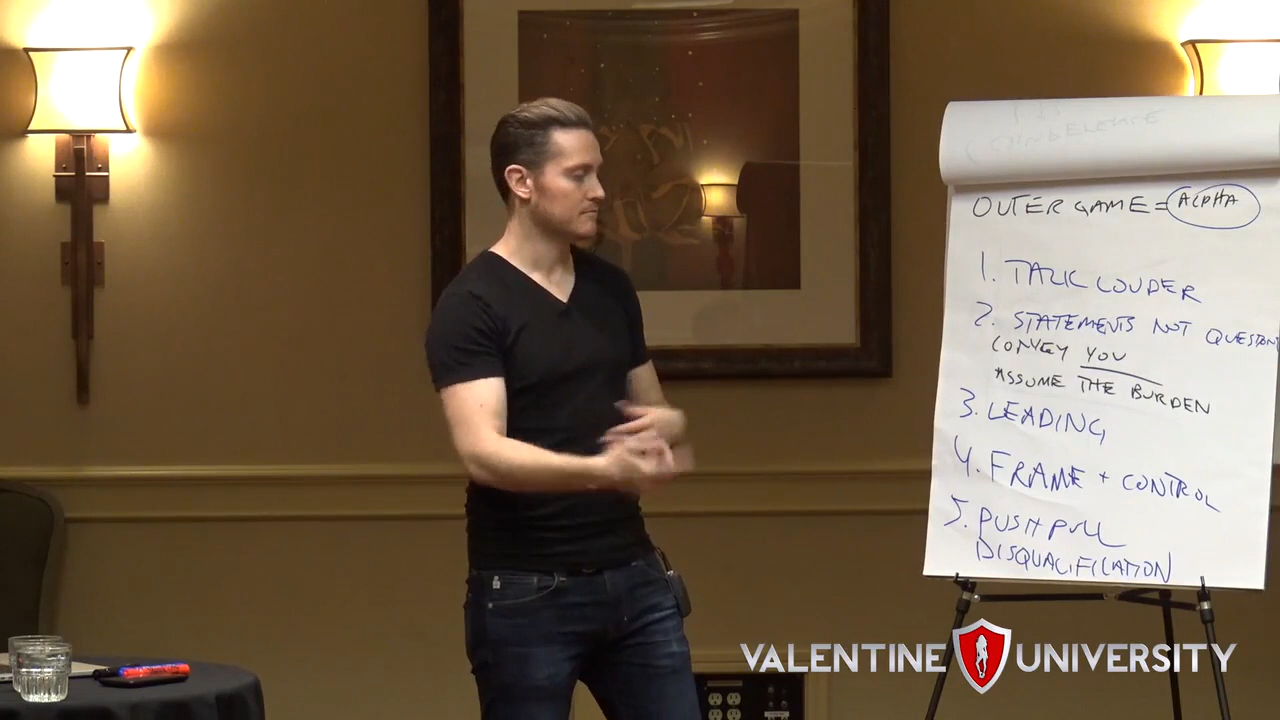 OUTER GAME = ALPHA
1. TALK LOUDER
2. STATEMENTS NOT QUESTION
CONVEY YOU
ASSUME THE BURDEN
3. LEADING
4. FRAME + CONTROL
5. PUSH PULL
DISQUALIFICATION
VALENTINE UNIVERSITY